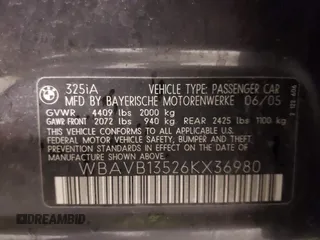 325iA VEHICLE TYPE: PASSENGER CAR
MFD BY BAYERISCHE MOTORENWERKE 06/05
GVWR 4409 lbs 2000 kg
GAWR FRONT 2072 lbs 940 kg REAR 2425 lbs 1100 kg
THIS VEHICLE CONFORMS TO ALL APPLICABLE
FEDERAL MOTOR VEHICLE SAFETY, BUMPER, AND
THEFT PREVENTION STANDARDS IN EFFECT ON THE
DATE OF MANUFACTURE SHOWN ABOVE.
WBAVB13526KX36980
DREAMBID